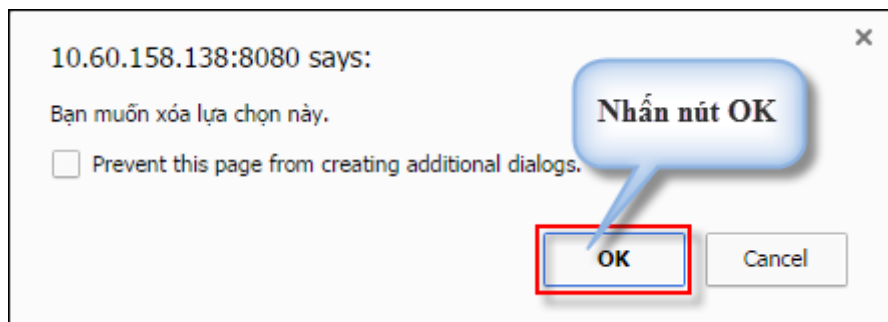 10.60.158.138:8080 says:
Bạn muốn xóa lựa chọn này.
Nhấn nút OK
Prevent this page from creating additional dialogs.
OK
Cancel